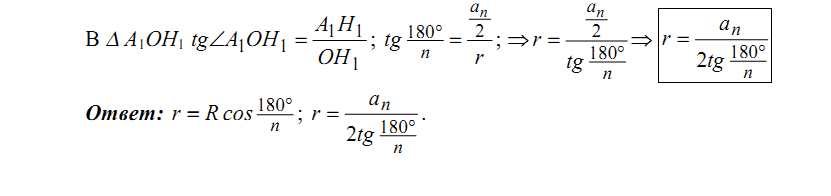 В Δ A₁OH₁ tg∠A₁OH₁ = A₁H₁/OH₁; tg 180°/n = (aₙ/2)/r; ⇒ r = (aₙ/2)/(tg 180°/n) ⇒ r = aₙ/(2tg 180°/n)
Ответ: r = R cos 180°/n; r = aₙ/(2tg 180°/n).